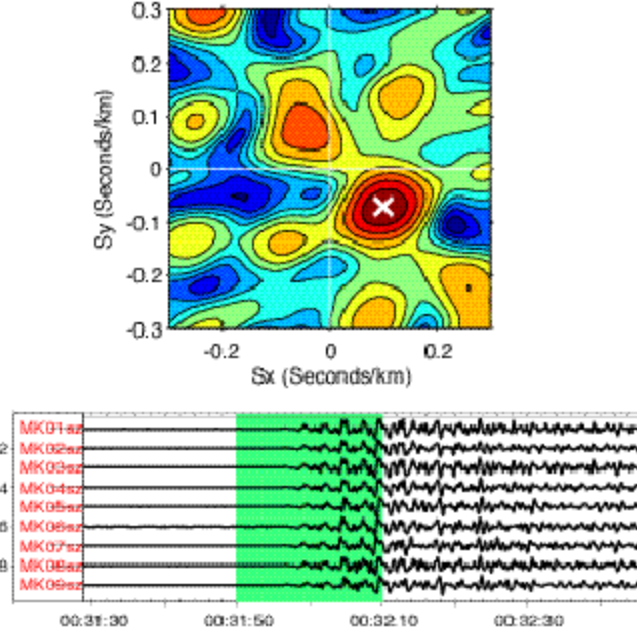 0.3
0.2
0.1
0
-0.1
-0.2
-0.3
Sy (Seconds/km)
-0.2 0 0.2
Sx (Seconds/km)
MK01sz
2 MK02sz
MK03sz
4 MK04sz
MK05sz
6 MK06sz
MK07sz
8 MK08sz
MK09sz
00:31:30 00:31:50 00:32:10 00:32:30